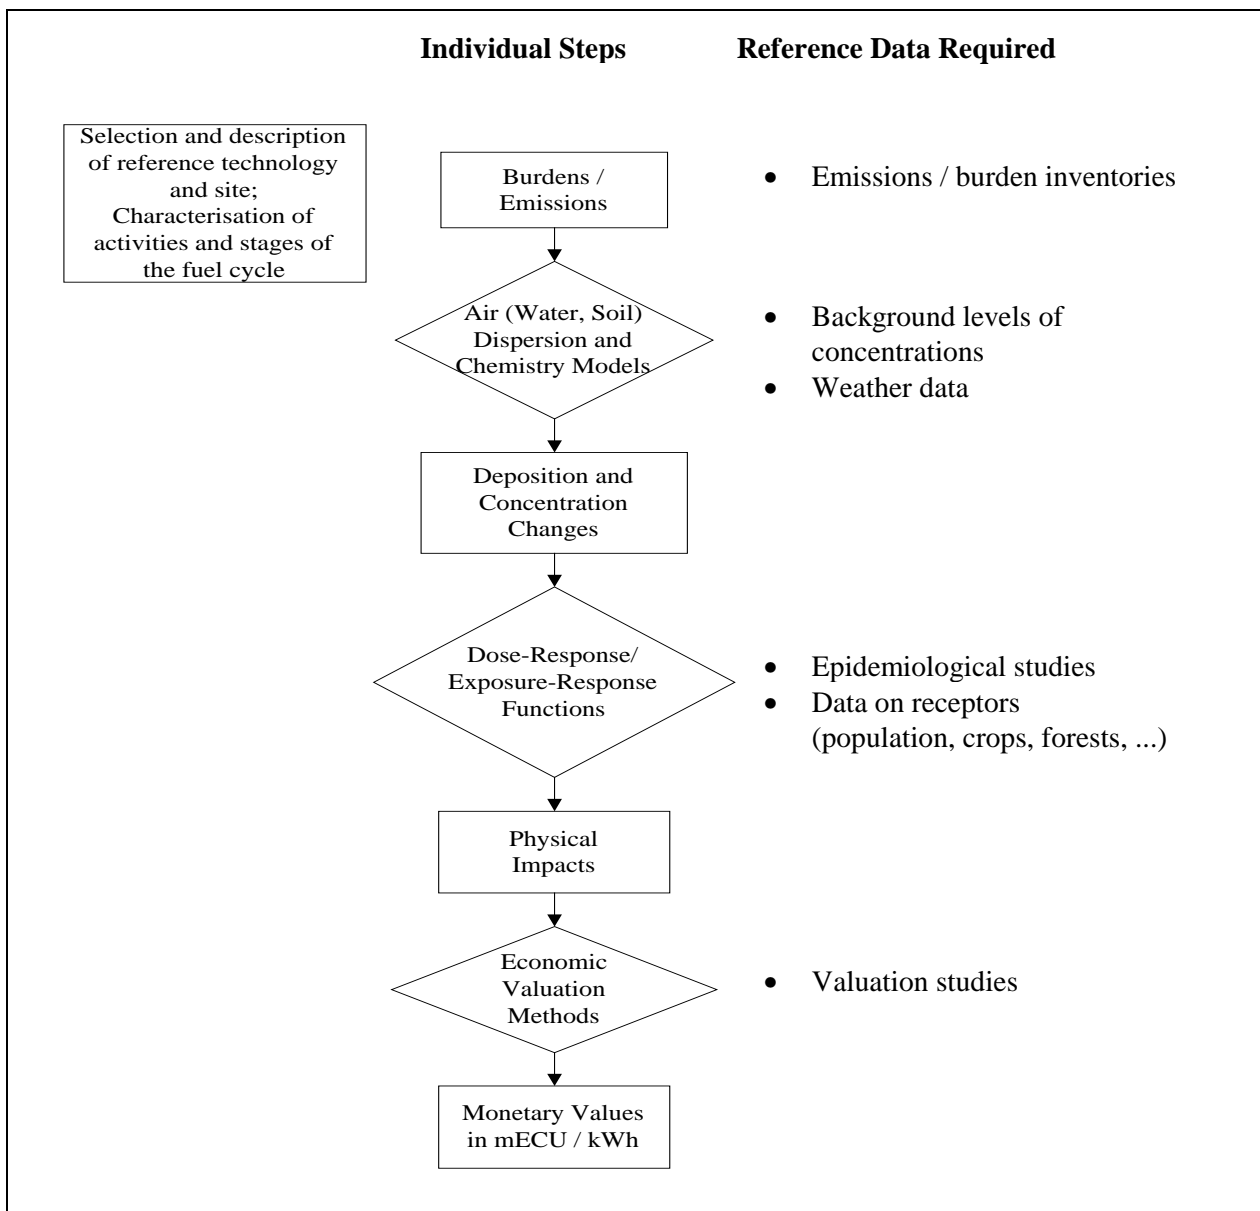 Individual Steps
Reference Data Required
Selection and description
of reference technology
and site;
Characterisation of
activities and stages of
the fuel cycle
Burdens /
Emissions
• Emissions / burden inventories
Air (Water, Soil)
Dispersion and
Chemistry Models
• Background levels of
concentrations
• Weather data
Deposition and
Concentration
Changes
Dose-Response/
Exposure-Response
Functions
• Epidemiological studies
• Data on receptors
(population, crops, forests, ...)
Physical
Impacts
Economic
Valuation
Methods
• Valuation studies
Monetary Values
in mECU / kWh